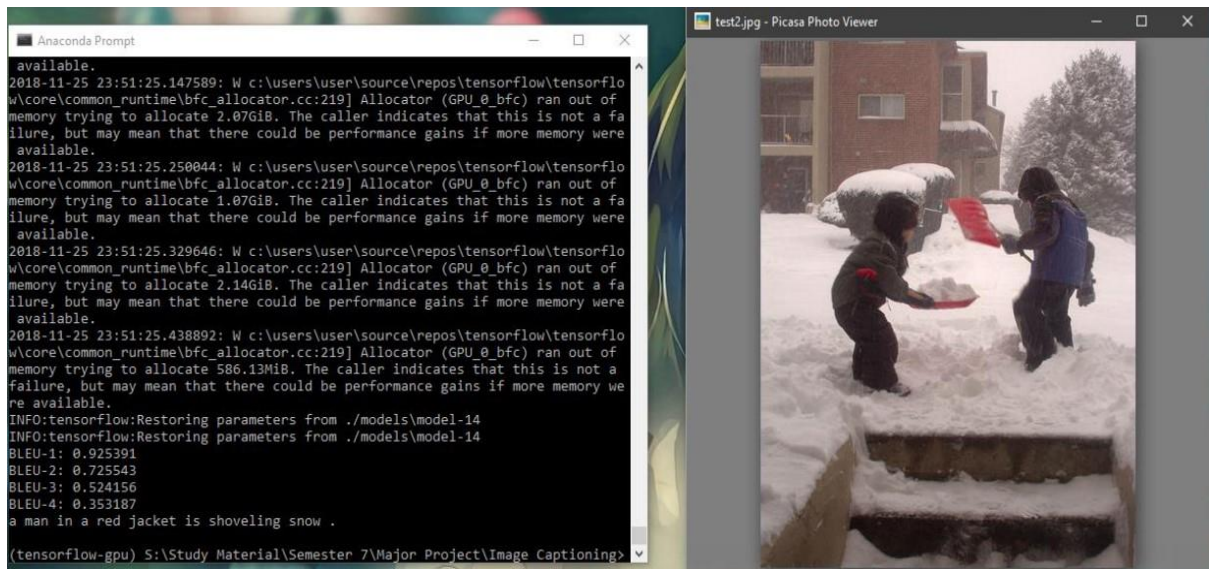 Anaconda Prompt
available.
2018-11-25 23:51:25.147589: W c:\users\user\source\repos\tensorflow\tensorflo
w\core\common_runtime\bfc_allocator.cc:219] Allocator (GPU_0_bfc) ran out of
memory trying to allocate 2.07GiB. The caller indicates that this is not a fa
ilure, but may mean that there could be performance gains if more memory were
available.
2018-11-25 23:51:25.250044: W c:\users\user\source\repos\tensorflow\tensorflo
w\core\common_runtime\bfc_allocator.cc:219] Allocator (GPU_0_bfc) ran out of
memory trying to allocate 1.07GiB. The caller indicates that this is not a fa
ilure, but may mean that there could be performance gains if more memory were
available.
2018-11-25 23:51:25.329646: W c:\users\user\source\repos\tensorflow\tensorflo
w\core\common_runtime\bfc_allocator.cc:219] Allocator (GPU_0_bfc) ran out of
memory trying to allocate 2.14GiB. The caller indicates that this is not a fa
ilure, but may mean that there could be performance gains if more memory were
available.
2018-11-25 23:51:25.438892: W c:\users\user\source\repos\tensorflow\tensorflo
w\core\common_runtime\bfc_allocator.cc:219] Allocator (GPU_0_bfc) ran out of
memory trying to allocate 586.13MiB. The caller indicates that this is not a
failure, but may mean that there could be performance gains if more memory we
re available.
INFO:tensorflow:Restoring parameters from ./models\model-14
INFO:tensorflow:Restoring parameters from ./models\model-14
BLEU-1: 0.925391
BLEU-2: 0.725543
BLEU-3: 0.524156
BLEU-4: 0.353187
a man in a red jacket is shoveling snow .
(tensorflow-gpu) S:\Study Material\Semester 7\Major Project\Image Captioning>
test2.jpg - Picasa Photo Viewer